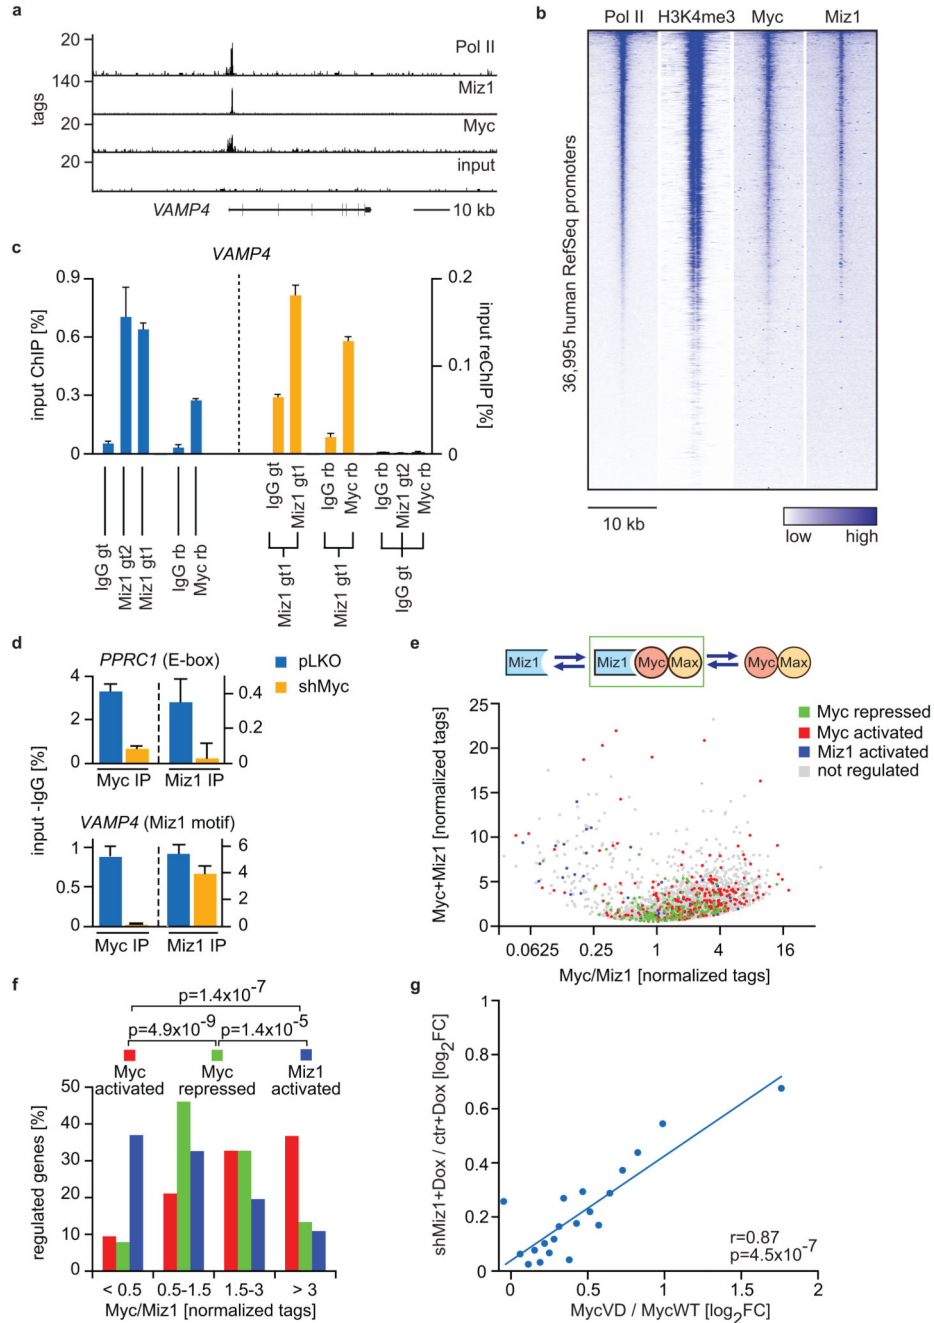 a
20
Pol II
140
Miz1
tags
20
Myc
20
input
VAMP4
10 kb
b
Pol II H3K4me3 Myc Miz1
36,995 human RefSeq promoters
10 kb
low high
c
VAMP4
0.9
0.6
0.3
0
input ChIP [%]
0.2
0.1
0
input reChIP [%]
IgG gt
Miz1 gt2
Miz1 gt1
IgG rb
Myc rb
IgG gt
Miz1 gt1
IgG rb
Myc rb
IgG rb
Miz1 gt2
Myc rb
Miz1 gt1
Miz1 gt1
IgG gt
d
PPRC1 (E-box)
pLKO
shMyc
4
2
0
0.4
0.2
0
Myc IP Miz1 IP
input -IgG [%]
VAMP4 (Miz1 motif)
1
0.5
0
6
4
2
0
Myc IP Miz1 IP
e
Miz1
Miz1 Myc Max
Myc Max
Myc repressed
Myc activated
Miz1 activated
not regulated
25
20
15
10
5
0
Myc+Miz1 [normalized tags]
0.0625 0.25 1 4 16
Myc/Miz1 [normalized tags]
f
p=1.4x10-7
p=4.9x10-9 p=1.4x10-5
Myc activated
Myc repressed
Miz1 activated
50
40
30
20
10
0
regulated genes [%]
< 0.5 0.5-1.5 1.5-3 > 3
Myc/Miz1 [normalized tags]
g
1
0.8
0.6
0.4
0.2
0
shMiz1+Dox / ctr+Dox [log2FC]
r=0.87
p=4.5x10-7
0 0.5 1 1.5 2
MycVD / MycWT [log2FC]